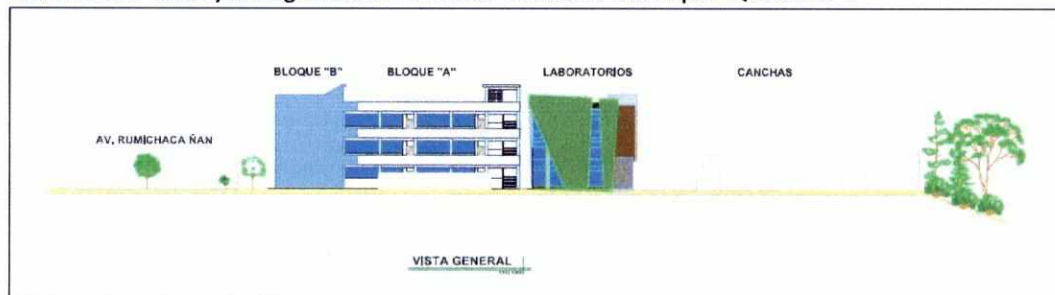 BLOQUE "B" BLOQUE "A" LABORATORIOS CANCHAS
AV. RUMICHACA ÑAN
VISTA GENERAL